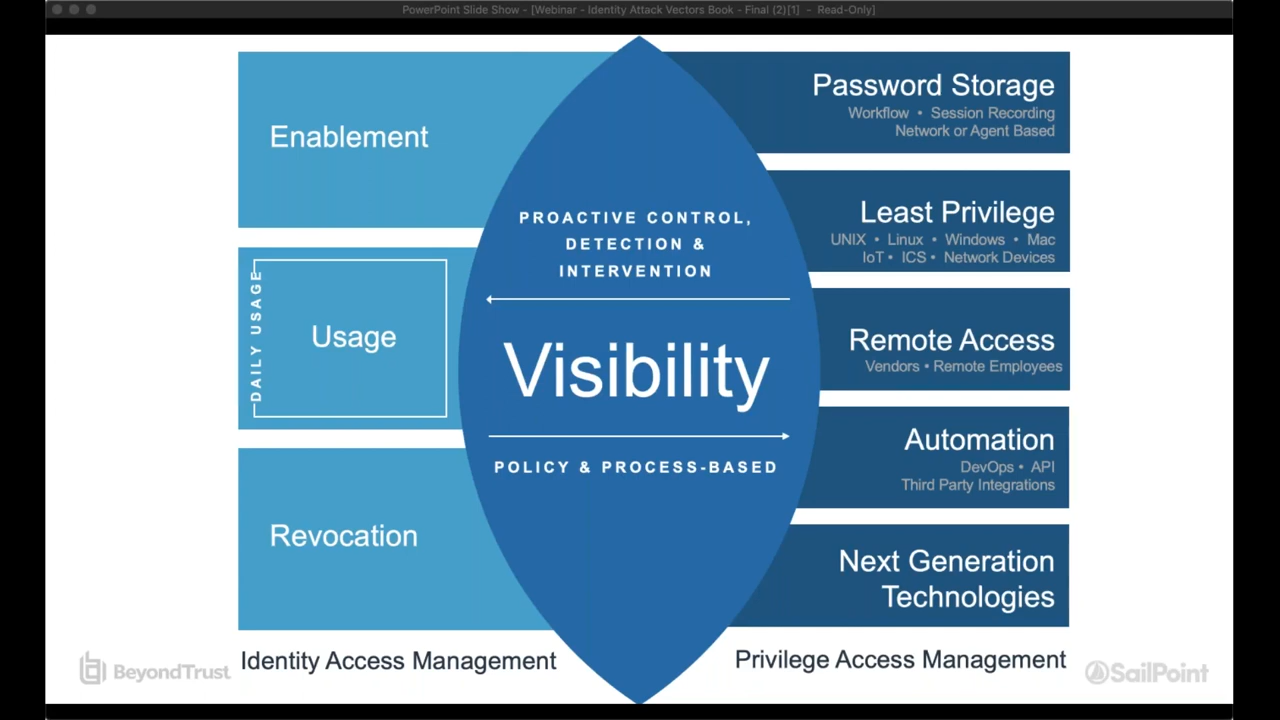 PowerPoint Slide Show - [Webinar - Identity Attack Vectors Book - Final (2)[1]  -  Read-Only]
Enablement
DAILY USAGE
Usage
Revocation
Identity Access Management
PROACTIVE CONTROL,
DETECTION &
INTERVENTION
Visibility
POLICY & PROCESS-BASED
Password Storage
Workflow • Session Recording
Network or Agent Based
Least Privilege
UNIX • Linux • Windows • Mac
IoT • ICS • Network Devices
Remote Access
Vendors • Remote Employees
Automation
DevOps • API
Third Party Integrations
Next Generation
Technologies
Privilege Access Management
BeyondTrust
SailPoint